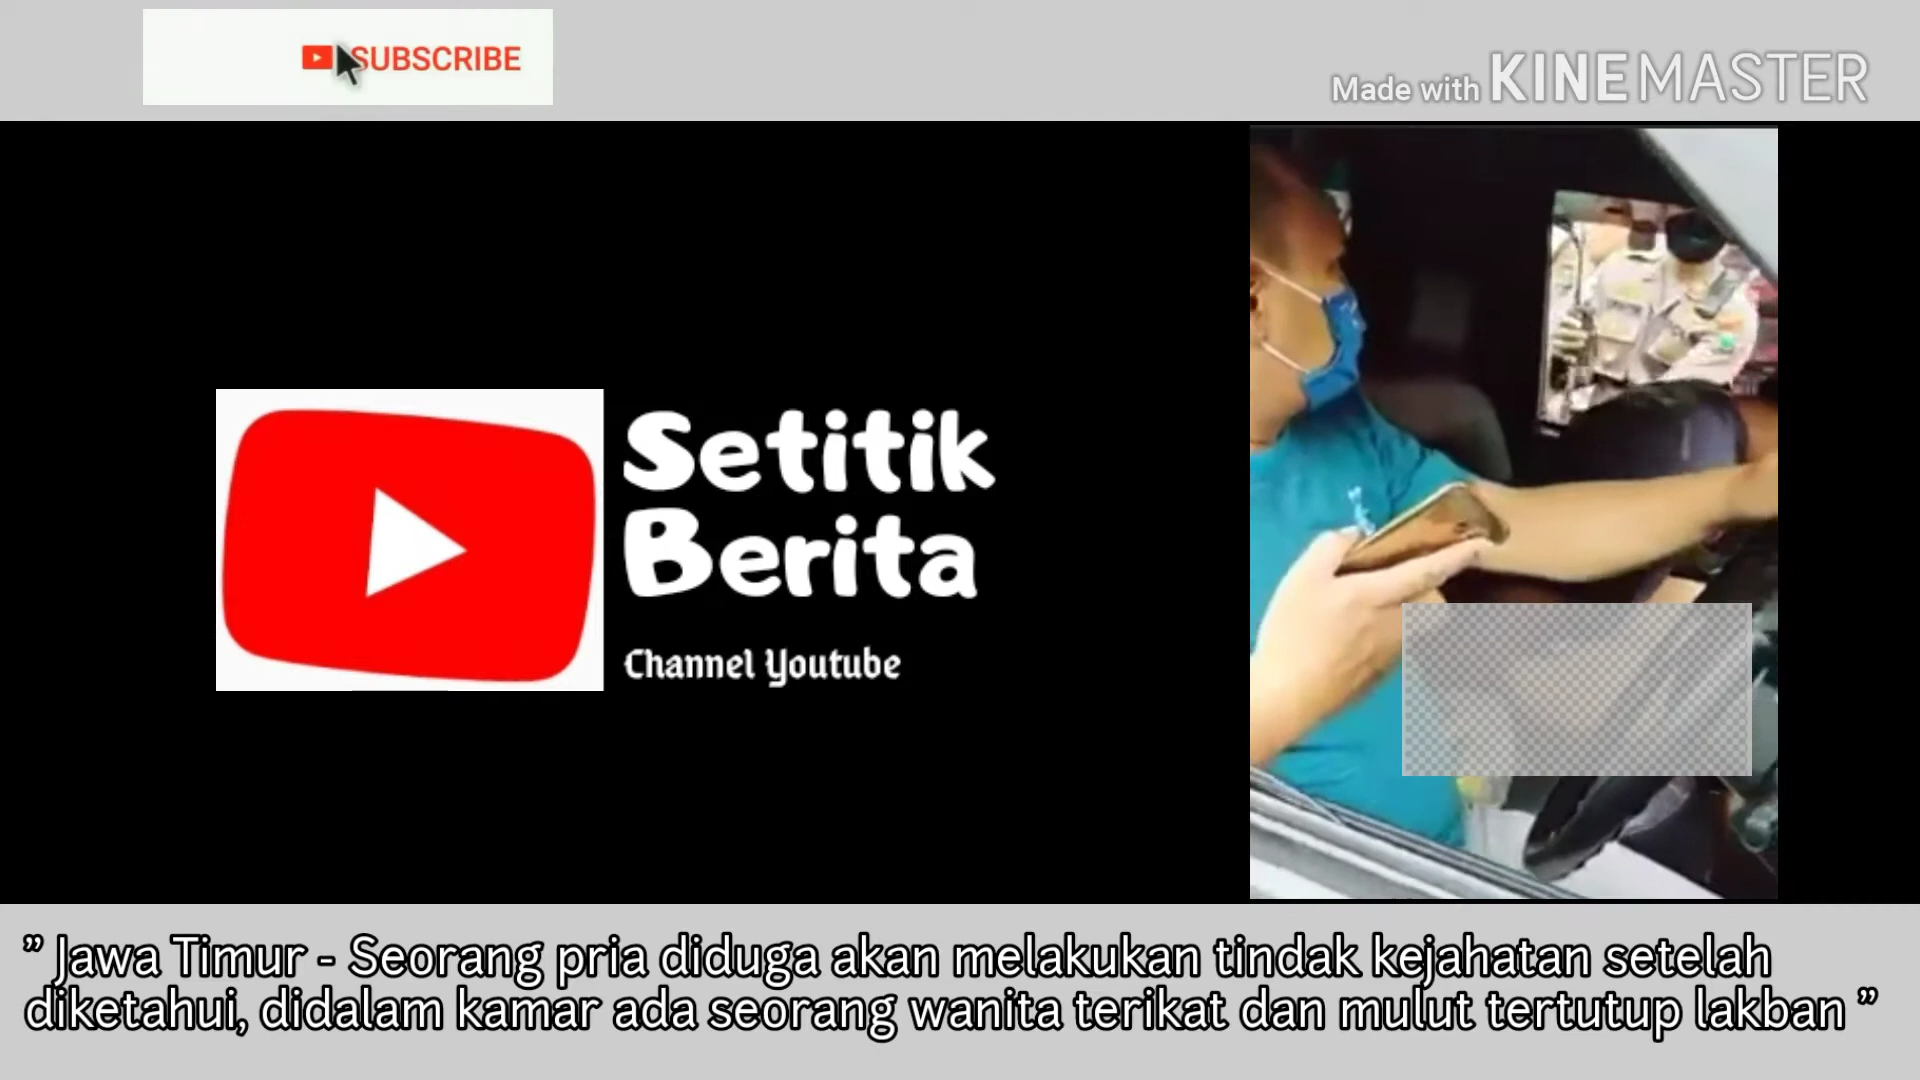 SUBSCRIBE
Made with KINEMASTER
Setitik
Berita
Channel Youtube
” Jawa Timur - Seorang pria diduga akan melakukan tindak kejahatan setelah
diketahui, didalam kamar ada seorang wanita terikat dan mulut tertutup lakban ”